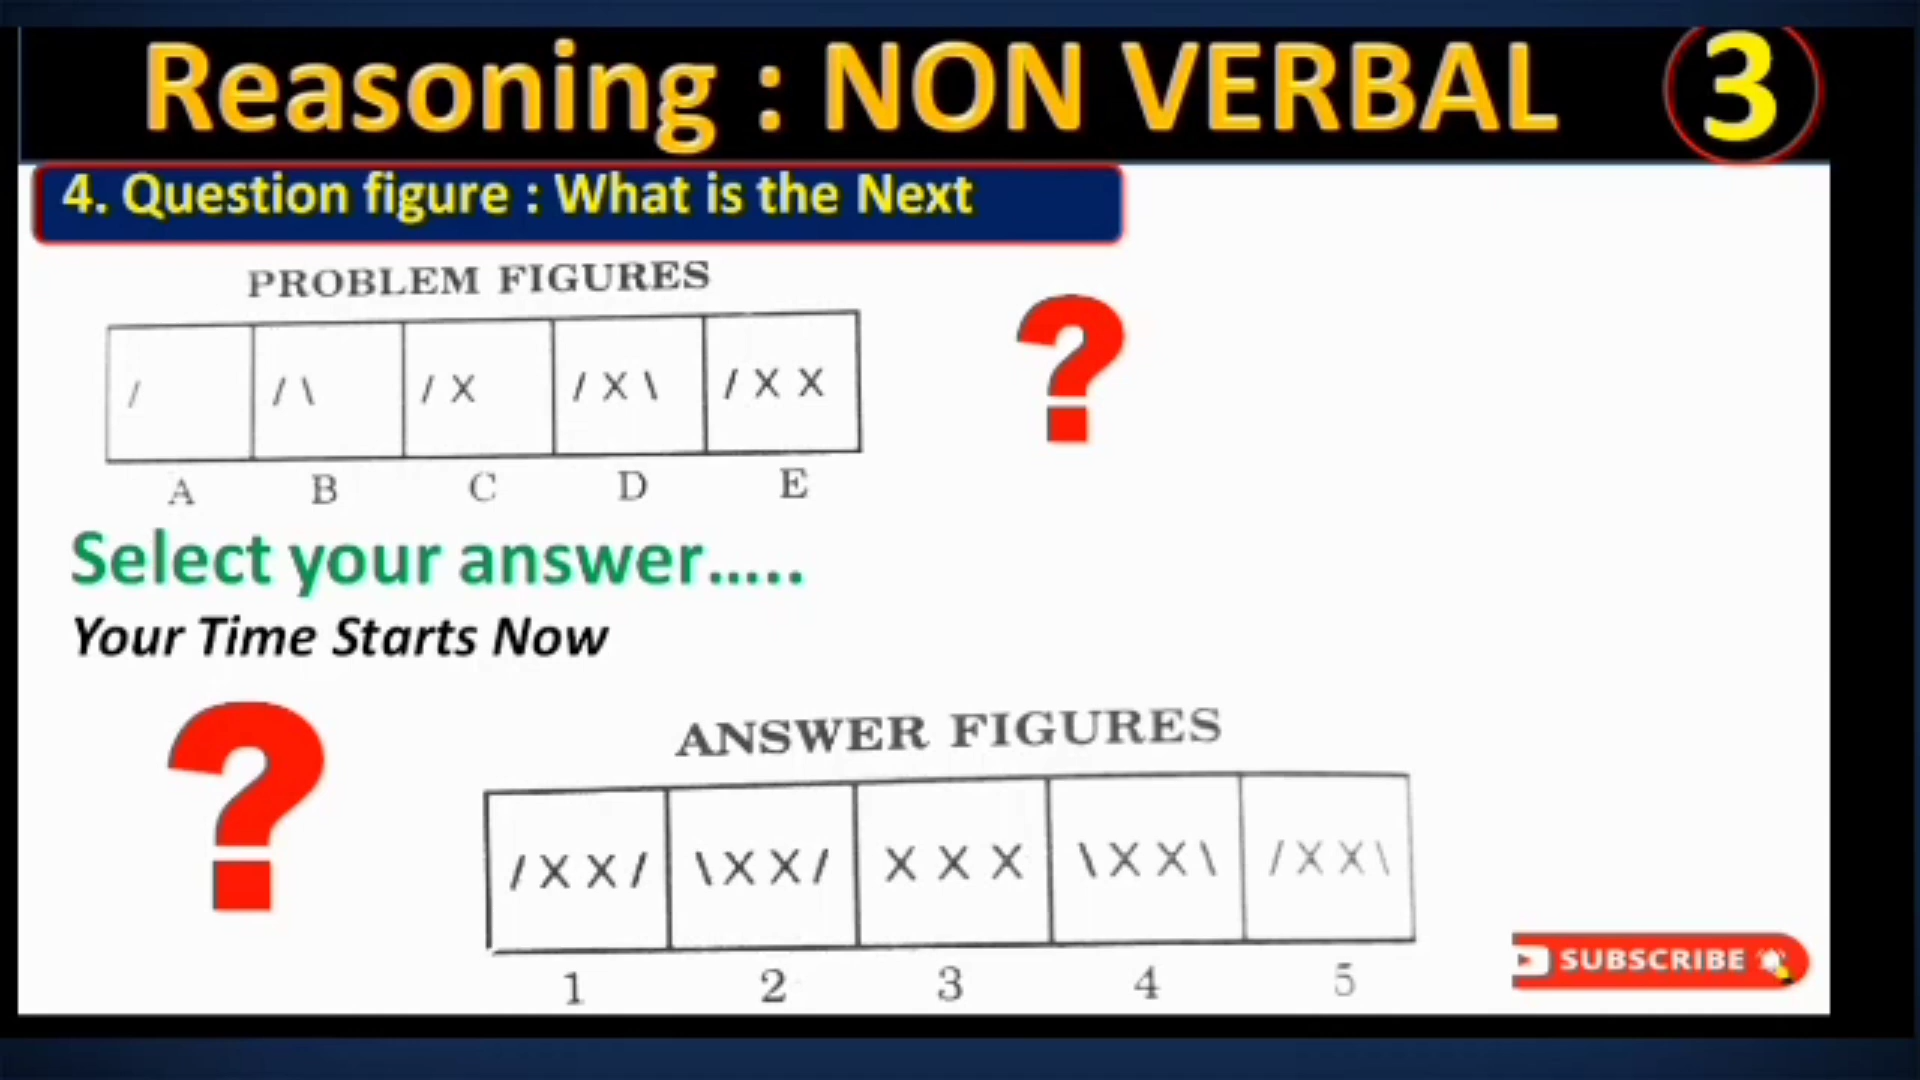 Reasoning : NON VERBAL 3
4. Question figure : What is the Next
PROBLEM FIGURES
/ / \ / X / X \ / X X ?
A B C D E
Select your answer.....
Your Time Starts Now
?
ANSWER FIGURES
/ X X / \ X X / X X X \ X X \ / X X \
1 2 3 4 5
SUBSCRIBE